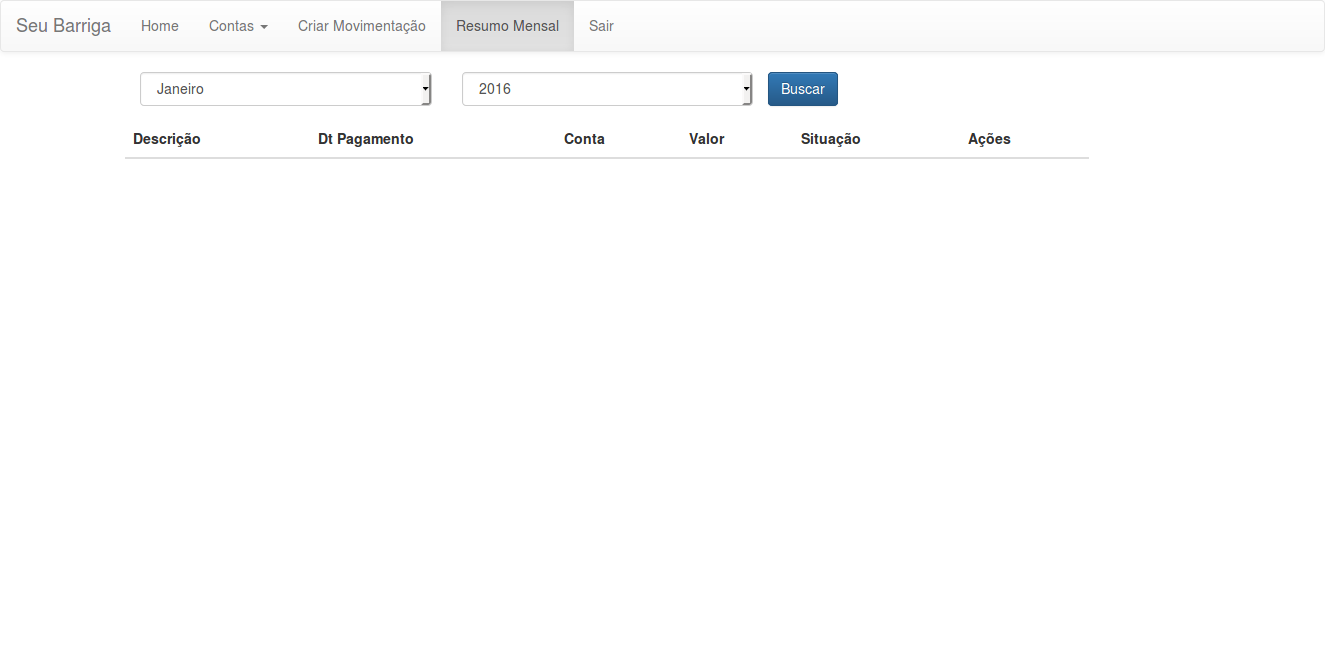 Seu Barriga Home Contas Criar Movimentação Resumo Mensal Sair
Janeiro 2016 Buscar
Descrição Dt Pagamento Conta Valor Situação Ações